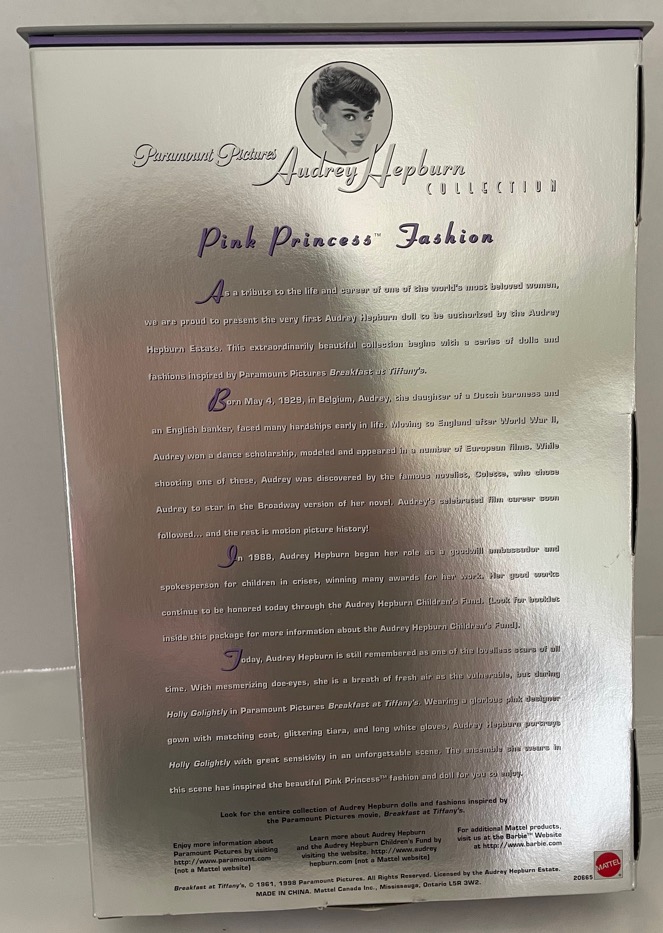 Paramount Pictures
Audrey Hepburn
COLLECTION
Pink Princess™ Fashion
As a tribute to the life and career of one of the world's most beloved women,
we are proud to present the very first Audrey Hepburn doll to be authorized by the Audrey
Hepburn Estate. This extraordinarily beautiful collection begins with a series of dolls and
fashions inspired by Paramount Pictures Breakfast at Tiffany's.
Born May 4, 1929, in Belgium, Audrey, the daughter of a Dutch baroness and
an English banker, faced many hardships early in life. Moving to England after World War II,
Audrey won a dance scholarship, modeled and appeared in a number of European films. While
shooting one of these, Audrey was discovered by the famous novelist, Colette, who chose
Audrey to star in the Broadway version of her novel. Audrey's celebrated film career soon
followed... and the rest is motion picture history!
In 1988, Audrey Hepburn began her role as a goodwill ambassador and
spokesperson for children in crises, winning many awards for her work. Her good works
continue to be honored today through the Audrey Hepburn Children's Fund. (Look for booklet
inside this package for more information about the Audrey Hepburn Children's Fund).
Today, Audrey Hepburn is still remembered as one of the loveliest stars of all
time. With mesmerizing doe-eyes, she is a breath of fresh air as the vulnerable, but daring
Holly Golightly in Paramount Pictures Breakfast at Tiffany's. Wearing a glorious pink designer
gown with matching coat, glittering tiara, and long white gloves, Audrey Hepburn portrays
Holly Golightly with great sensitivity in an unforgettable scene. The ensemble she wears in
this scene has inspired the beautiful Pink Princess™ fashion and doll for you to enjoy.
Look for the entire collection of Audrey Hepburn dolls and fashions inspired by
the Paramount Pictures movie, Breakfast at Tiffany's.
Enjoy more information about
Paramount Pictures by visiting
http://www.paramount.com
(not a Mattel website)
Learn more about Audrey Hepburn
and the Audrey Hepburn Children's Fund by
visiting the website. http://www.audrey
hepburn.com (not a Mattel website)
For additional Mattel products,
visit us at the Barbie™ Website
at http://www.barbie.com
Breakfast at Tiffany's, © 1961, 1998 Paramount Pictures. All Rights Reserved. Licensed by the Audrey Hepburn Estate.
MADE IN CHINA. Mattel Canada Inc., Mississauga, Ontario L5R 3W2.
20665
MATTEL